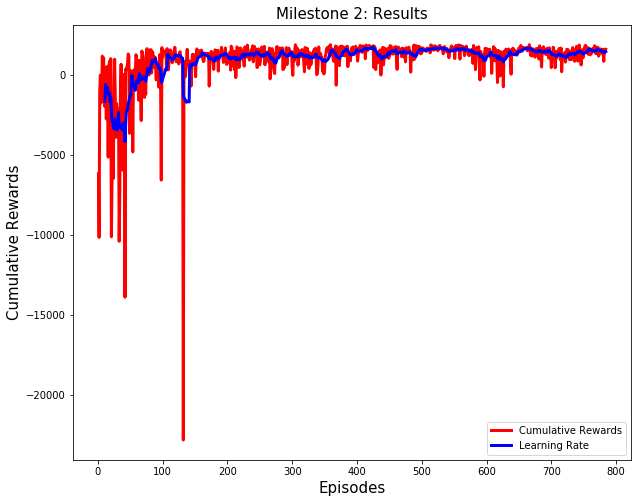 Milestone 2: Results
Cumulative Rewards
0
−5000
−10000
−15000
−20000
0 100 200 300 400 500 600 700 800
Episodes
Cumulative Rewards
Learning Rate